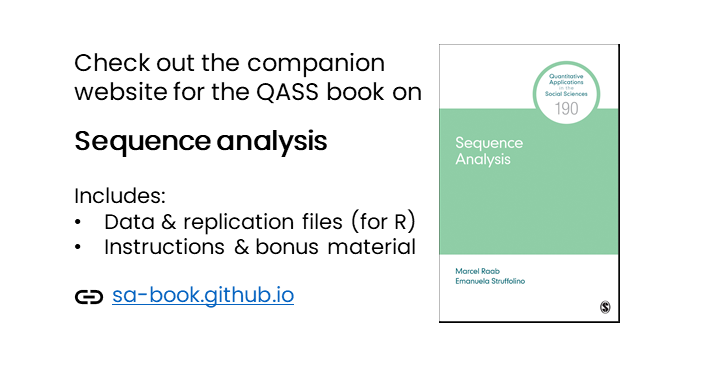 Check out the companion
website for the QASS book on
Sequence analysis
Includes:
• Data & replication files (for R)
• Instructions & bonus material
sa-book.github.io
Quantitative
Applications
in the
Social Sciences
190
Sequence
Analysis
Marcel Raab
Emanuela Struffolino
S